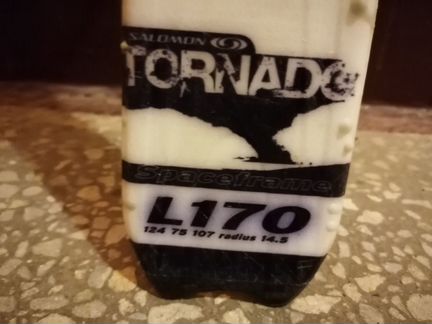 SALOMON
TORNADO
Spaceframe
L170
124 75 107 radius 14.5